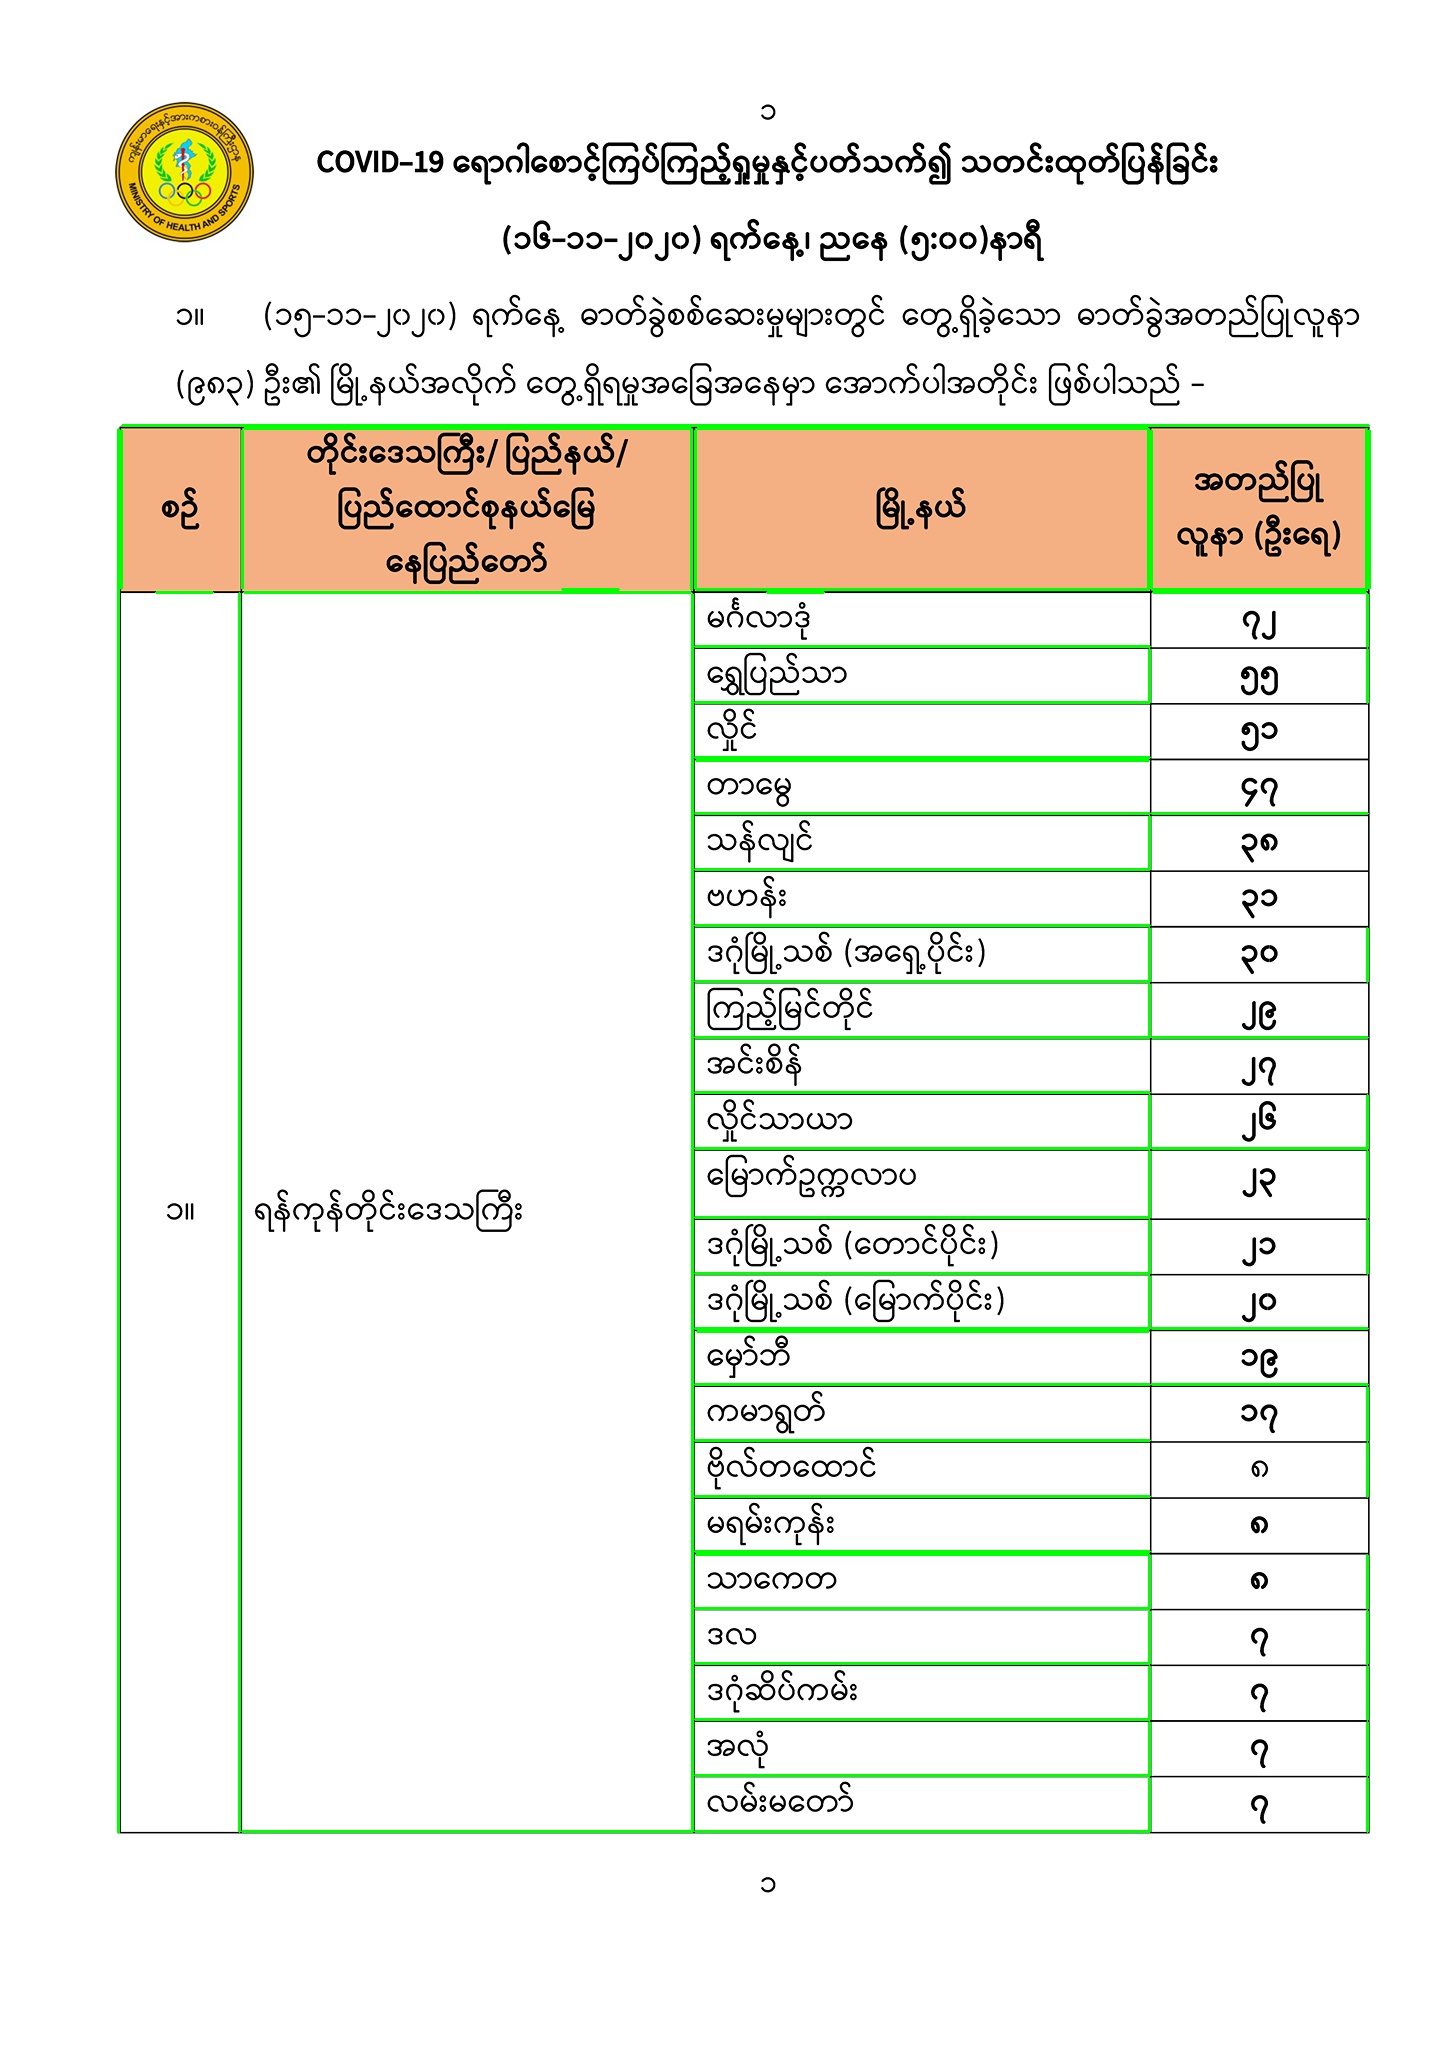 ၁
ကျန်းမာရေးနှင့်အားကစားဝန်ကြီးဌာန
MINISTRY OF HEALTH AND SPORTS
COVID-19 ရောဂါစောင့်ကြပ်ကြည့်ရှုမှုနှင့်ပတ်သက်၍ သတင်းထုတ်ပြန်ခြင်း
(၁၆-၁၁-၂၀၂၀) ရက်နေ့၊ ညနေ (၅:၀၀)နာရီ
၁။ (၁၅-၁၁-၂၀၂၀) ရက်နေ့ ဓာတ်ခွဲစစ်ဆေးမှုများတွင် တွေ့ရှိခဲ့သော ဓာတ်ခွဲအတည်ပြုလူနာ
(၉၈၃) ဦး၏ မြို့နယ်အလိုက် တွေ့ရှိရမှုအခြေအနေမှာ အောက်ပါအတိုင်း ဖြစ်ပါသည် -
စဉ် တိုင်းဒေသကြီး/ ပြည်နယ်/ ပြည်ထောင်စုနယ်မြေ နေပြည်တော် မြို့နယ် အတည်ပြု လူနာ (ဦးရေ)
မင်္ဂလာဒုံ ၇၂
ရွှေပြည်သာ ၅၅
လှိုင် ၅၁
တာမွေ ၄၇
သန်လျင် ၃၈
ဗဟန်း ၃၁
ဒဂုံမြို့သစ် (အရှေ့ပိုင်း) ၃၀
ကြည့်မြင်တိုင် ၂၉
အင်းစိန် ၂၇
လှိုင်သာယာ ၂၆
မြောက်ဥက္ကလာပ ၂၃
၁။ ရန်ကုန်တိုင်းဒေသကြီး
ဒဂုံမြို့သစ် (တောင်ပိုင်း) ၂၁
ဒဂုံမြို့သစ် (မြောက်ပိုင်း) ၂၀
မှော်ဘီ ၁၉
ကမာရွတ် ၁၇
ဗိုလ်တထောင် ၈
မရမ်းကုန်း ၈
သာကေတ ၈
ဒလ ၇
ဒဂုံဆိပ်ကမ်း ၇
အလုံ ၇
လမ်းမတော် ၇
၁